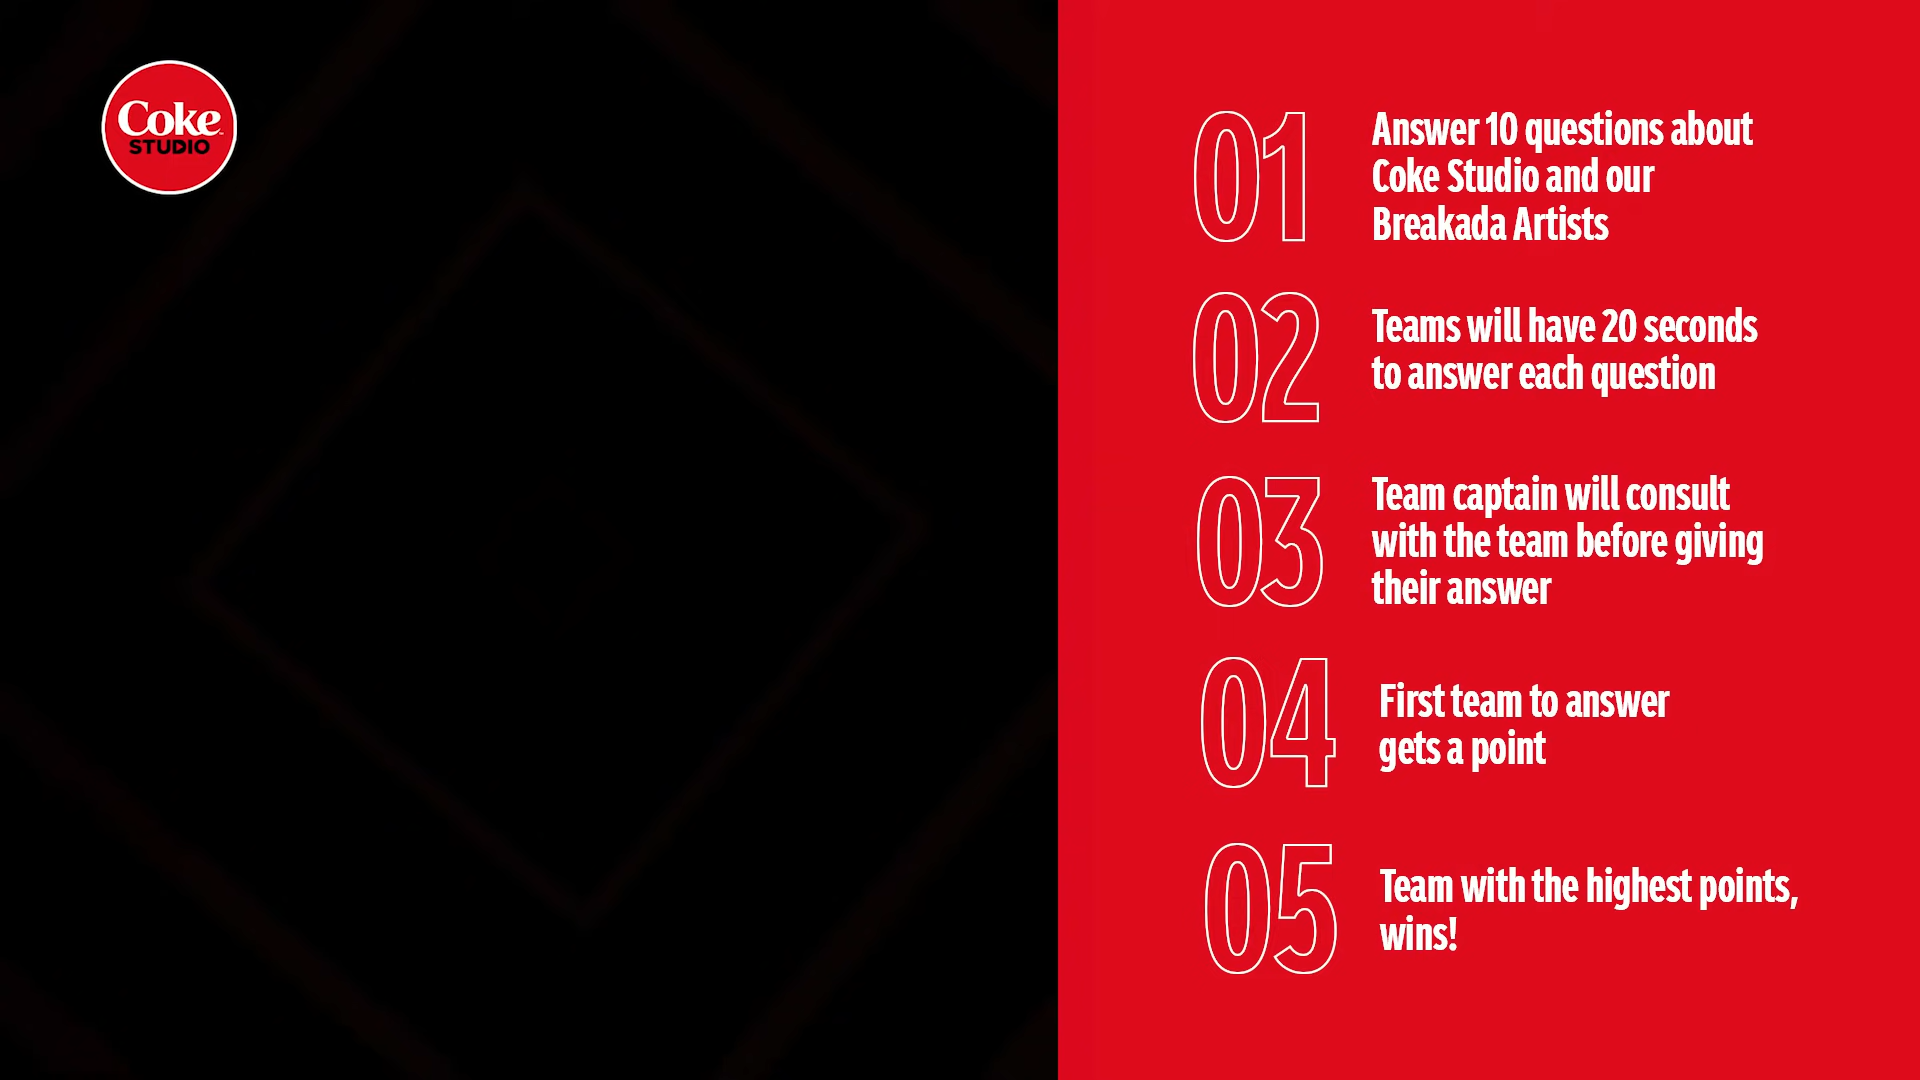 Coke
STUDIO
01
Answer 10 questions about
Coke Studio and our
Breakada Artists
02
Teams will have 20 seconds
to answer each question
03
Team captain will consult
with the team before giving
their answer
04
First team to answer
gets a point
05
Team with the highest points,
wins!